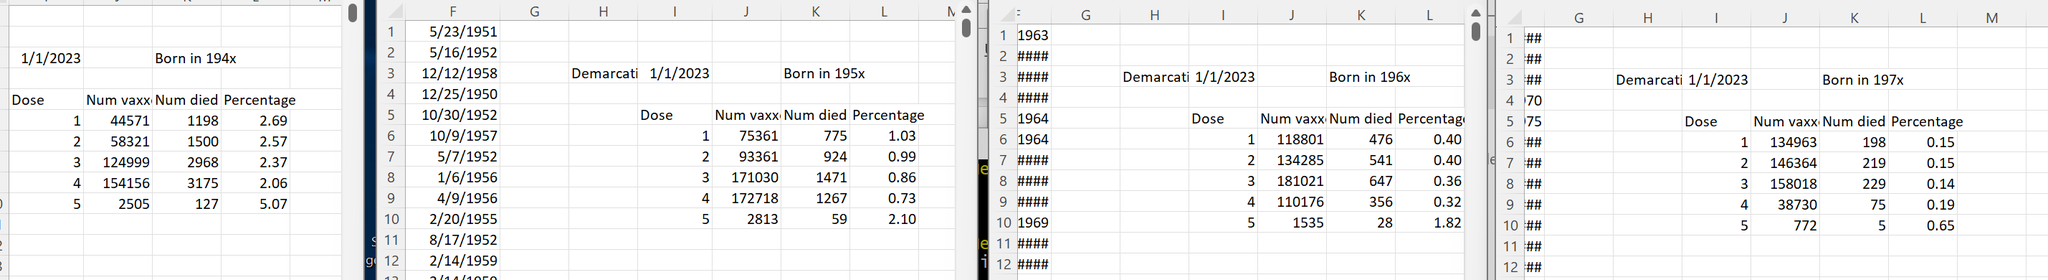 1/1/2023 Born in 194x
Dose Num vaxx Num died Percentage
1 44571 1198 2.69
2 58321 1500 2.57
3 124999 2968 2.37
4 154156 3175 2.06
5 2505 127 5.07
F G H I J K L
1 5/23/1951
2 5/16/1952
3 12/12/1958 Demarcati 1/1/2023 Born in 195x
4 12/25/1950
5 10/30/1952 Dose Num vaxx Num died Percentage
6 10/9/1957 1 75361 775 1.03
7 5/7/1952 2 93361 924 0.99
8 1/6/1956 3 171030 1471 0.86
9 4/9/1956 4 172718 1267 0.73
10 2/20/1955 5 2813 59 2.10
11 8/17/1952
12 2/14/1959
G H I J K L
1 1963
2 ####
3 #### Demarcati 1/1/2023 Born in 196x
4 ####
5 1964 Dose Num vaxx Num died Percentag
6 1964 1 118801 476 0.40
7 #### 2 134285 541 0.40
8 #### 3 181021 647 0.36
9 #### 4 110176 356 0.32
10 1969 5 1535 28 1.82
11 ####
12 ####
G H I J K L M
1 ##
2 ##
3 ## Demarcati 1/1/2023 Born in 197x
4 70
5 75 Dose Num vaxx Num died Percentage
6 ## 1 134963 198 0.15
7 ## 2 146364 219 0.15
8 ## 3 158018 229 0.14
9 ## 4 38730 75 0.19
10 ## 5 772 5 0.65
11 ##
12 ##